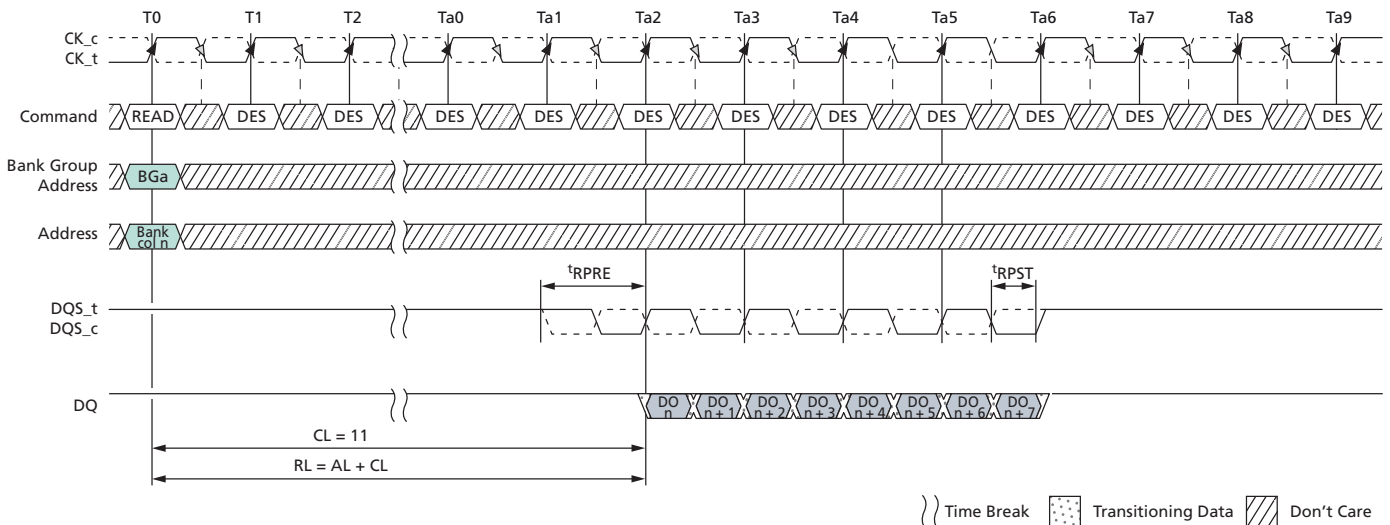 T0 T1 T2 Ta0 Ta1 Ta2 Ta3 Ta4 Ta5 Ta6 Ta7 Ta8 Ta9
CK_c
CK_t
Command READ DES DES DES DES DES DES DES DES DES DES DES DES
Bank Group
Address
BGa
Address
Bank
col n
tRPRE
tRPST
DQS_t
DQS_c
DQ
DO
n
DO
n + 1
DO
n + 2
DO
n + 3
DO
n + 4
DO
n + 5
DO
n + 6
DO
n + 7
CL = 11
RL = AL + CL
Time Break Transitioning Data Don't Care